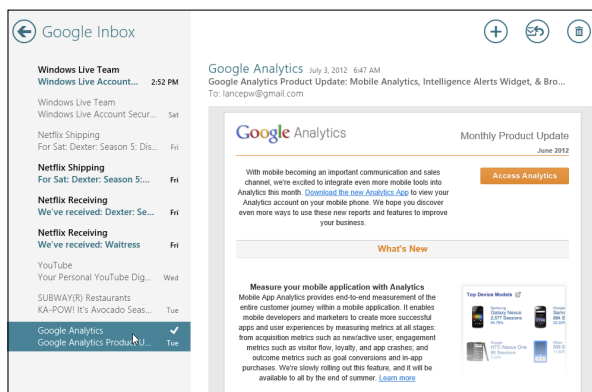 Google Inbox
Windows Live Team
Windows Live Account... 2:52 PM
Windows Live Team
Windows Live Account Secur... Sat
Netflix Shipping
For Sat: Dexter: Season 5: Dis... Fri
Netflix Shipping
For Sat: Dexter: Season 5:... Fri
Netflix Receiving
We've received: Dexter: Se... Fri
Netflix Receiving
We've received: Waitress Fri
YouTube
Your Personal YouTube Dig... Wed
SUBWAY(R) Restaurants
KA-POW! It's Avocado Seas... Tue
Google Analytics
Google Analytics Product U... Tue
Google Analytics July 3, 2012 6:47 AM
Google Analytics Product Update: Mobile Analytics, Intelligence Alerts Widget, & Bro...
To: lancepw@gmail.com
Google Analytics
Monthly Product Update
June 2012
With mobile becoming an important communication and sales
channel, we're excited to integrate even more mobile tools into
Analytics this month. Download the new Analytics App to view your
Analytics account on your mobile phone. We hope you discover
even more ways to use these new reports and features to improve
your business.
Access Analytics
What's New
Measure your mobile application with Analytics
Mobile App Analytics provides end-to-end measurement of the
entire customer journey within a mobile application. It enables
mobile developers and marketers to create more successful
apps and user experiences by measuring metrics at all stages:
from acquisition metrics such as new/active user; engagement
metrics such as visitor flow, loyalty, and app crashes; and
outcome metrics such as goal conversions and in-app
purchases. We're slowly rolling out this feature, and it will be
available to all by the end of summer. Learn more
Top Device Models
Samsung
Galaxy Nexus
2,577 Sessions
HTC Nexus One
90 Sessions